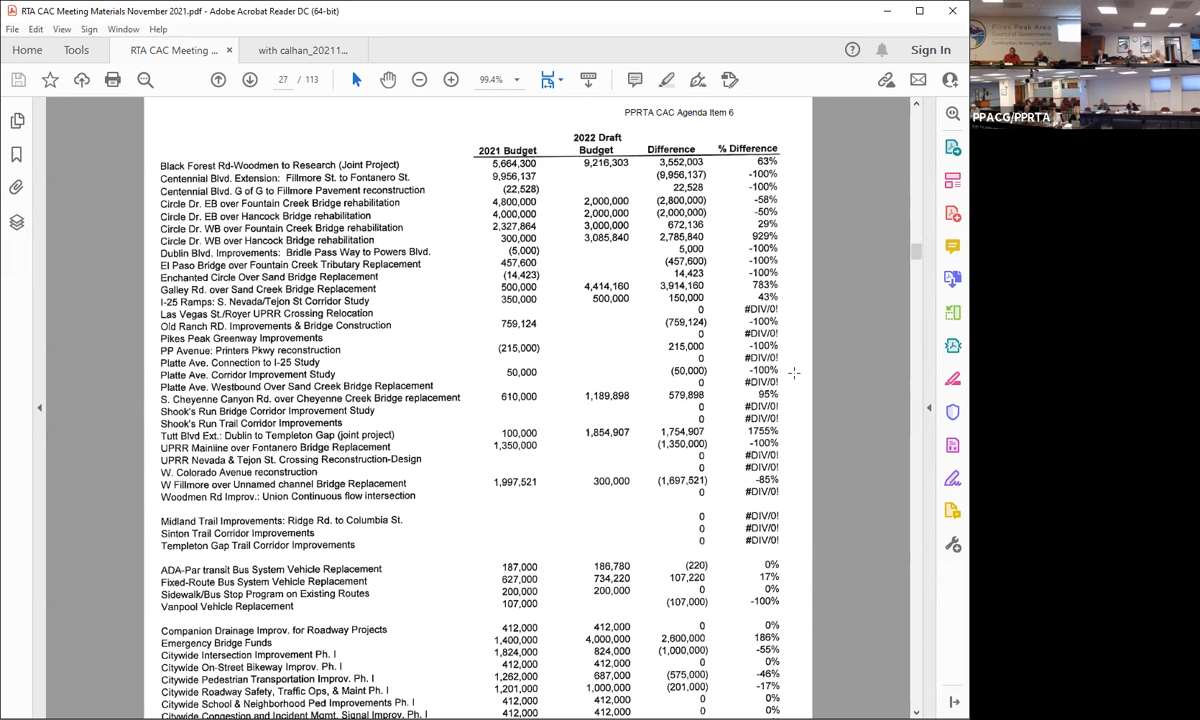 RTA CAC Meeting Materials November 2021.pdf - Adobe Acrobat Reader DC (64-bit)
File Edit View Sign Window Help
Home Tools RTA CAC Meeting ... × with calhan_20211... Sign In
27 / 113 99.4%
PPRTA CAC Agenda Item 6
2021 Budget 2022 Draft Budget Difference % Difference
Black Forest Rd-Woodmen to Research (Joint Project) 5,664,300 9,216,303 3,552,003 63%
Centennial Blvd. Extension: Fillmore St. to Fontanero St. 9,956,137 (9,956,137) -100%
Centennial Blvd. G of G to Fillmore Pavement reconstruction (22,528) 22,528 -100%
Circle Dr. EB over Fountain Creek Bridge rehabilitation 4,800,000 2,000,000 (2,800,000) -58%
Circle Dr. EB over Hancock Bridge rehabilitation 4,000,000 2,000,000 (2,000,000) -50%
Circle Dr. WB over Fountain Creek Bridge rehabilitation 2,327,864 3,000,000 672,136 29%
Circle Dr. WB over Hancock Bridge rehabilitation 300,000 3,085,840 2,785,840 929%
Dublin Blvd. Improvements: Bridle Pass Way to Powers Blvd. (5,000) 5,000 -100%
El Paso Bridge over Fountain Creek Tributary Replacement 457,600 (457,600) -100%
Enchanted Circle Over Sand Bridge Replacement (14,423) 14,423 -100%
Galley Rd. over Sand Creek Bridge Replacement 500,000 4,414,160 3,914,160 783%
I-25 Ramps: S. Nevada/Tejon St Corridor Study 350,000 500,000 150,000 43%
Las Vegas St./Royer UPRR Crossing Relocation 0 #DIV/0!
Old Ranch RD. Improvements & Bridge Construction 759,124 (759,124) -100%
Pikes Peak Greenway Improvements 0 #DIV/0!
PP Avenue: Printers Pkwy reconstruction (215,000) 215,000 -100%
Platte Ave. Connection to I-25 Study 0 #DIV/0!
Platte Ave. Corridor Improvement Study 50,000 (50,000) -100%
Platte Ave. Westbound Over Sand Creek Bridge Replacement 0 #DIV/0!
S. Cheyenne Canyon Rd. over Cheyenne Creek Bridge replacement 610,000 1,189,898 579,898 95%
Shook's Run Bridge Corridor Improvement Study 0 #DIV/0!
Shook's Run Trail Corridor Improvements 0 #DIV/0!
Tutt Blvd Ext.: Dublin to Templeton Gap (joint project) 100,000 1,854,907 1,754,907 1755%
UPRR Mainline over Fontanero Bridge Replacement 1,350,000 (1,350,000) -100%
UPRR Nevada & Tejon St. Crossing Reconstruction-Design 0 #DIV/0!
W. Colorado Avenue reconstruction 0 #DIV/0!
W Fillmore over Unnamed channel Bridge Replacement 1,997,521 300,000 (1,697,521) -85%
Woodmen Rd Improv.: Union Continuous flow intersection 0 #DIV/0!
Midland Trail Improvements: Ridge Rd. to Columbia St. 0 #DIV/0!
Sinton Trail Corridor Improvements 0 #DIV/0!
Templeton Gap Trail Corridor Improvements 0 #DIV/0!
ADA-Par transit Bus System Vehicle Replacement 187,000 186,780 (220) 0%
Fixed-Route Bus System Vehicle Replacement 627,000 734,220 107,220 17%
Sidewalk/Bus Stop Program on Existing Routes 200,000 200,000 0 0%
Vanpool Vehicle Replacement 107,000 (107,000) -100%
Companion Drainage Improv. for Roadway Projects 412,000 412,000 0 0%
Emergency Bridge Funds 1,400,000 4,000,000 2,600,000 186%
Citywide Intersection Improvement Ph. I 1,824,000 824,000 (1,000,000) -55%
Citywide On-Street Bikeway Improv. Ph. I 412,000 412,000 0 0%
Citywide Pedestrian Transportation Improv. Ph. I 1,262,000 687,000 (575,000) -46%
Citywide Roadway Safety, Traffic Ops, & Maint Ph. I 1,201,000 1,000,000 (201,000) -17%
Citywide School & Neighborhood Ped Improvements Ph. I 412,000 412,000 0 0%
Citywide Congestion and Incident Mgmt. Signal Improv. Ph. I 412,000 412,000 0 0%
Pikes Peak Area
Council of Governments
Communities Working Together
PPACG/PPRTA